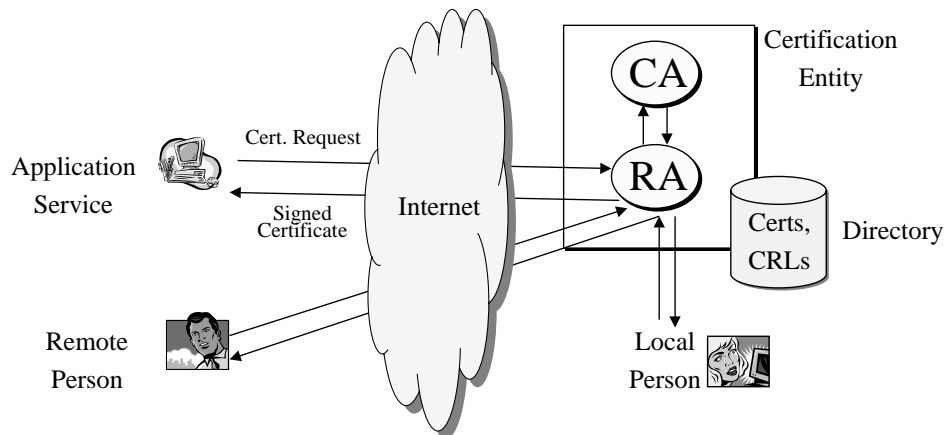 Certification
Entity
CA
Cert. Request
Application
Service
RA
Internet
Signed
Certificate
Certs,
CRLs
Directory
Remote
Person
Local
Person